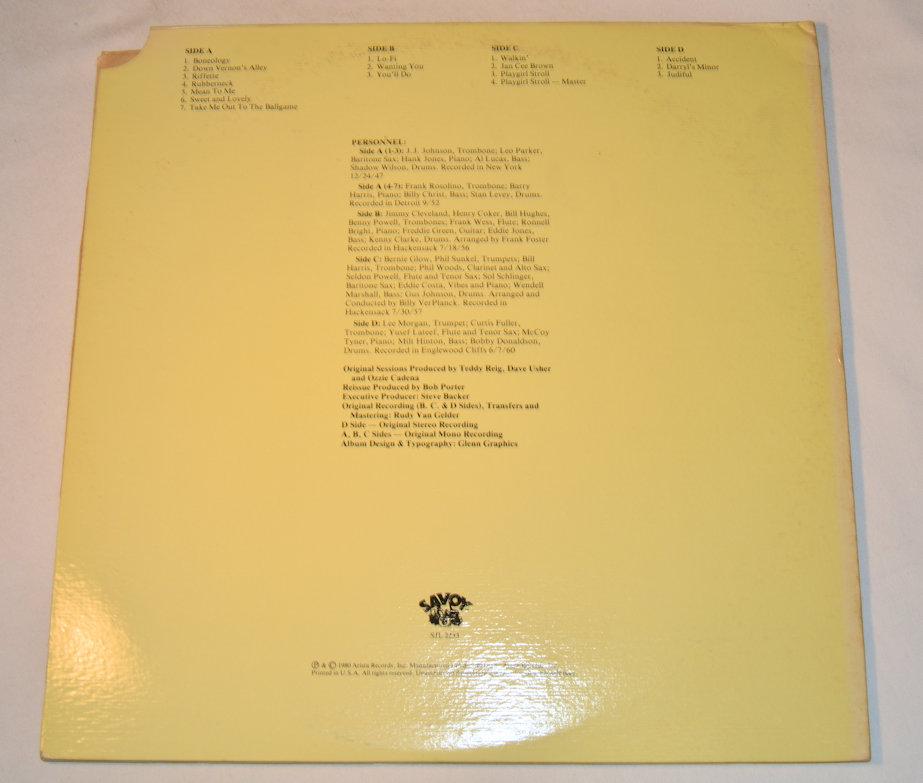 SIDE A
1. Boneology
2. Down Vernon's Alley
3. Riffette
4. Rubberneck
5. Mean To Me
6. Sweet and Lovely
7. Take Me Out To The Ballgame
SIDE B
1. Lo-Fi
2. Wanting You
3. You'll Do
SIDE C
1. Walkin'
2. Jan Cee Brown
3. Playgirl Stroll
4. Playgirl Stroll — Master
SIDE D
1. Accident
2. Darryl's Minor
3. Judiful
PERSONNEL:
Side A (1-3): J.J. Johnson, Trombone; Leo Parker,
Baritone Sax; Hank Jones, Piano; Al Lucas, Bass;
Shadow Wilson, Drums. Recorded in New York
12/24/47
Side A (4-7): Frank Rosolino, Trombone; Barry
Harris, Piano; Billy Christ, Bass; Stan Levey, Drums.
Recorded in Detroit 9/52
Side B: Jimmy Cleveland, Henry Coker, Bill Hughes,
Benny Powell, Trombones; Frank Wess, Flute; Ronnell
Bright, Piano; Freddie Green, Guitar; Eddie Jones,
Bass; Kenny Clarke, Drums. Arranged by Frank Foster
Recorded in Hackensack 7/18/56
Side C: Bernie Glow, Phil Sunkel, Trumpets; Bill
Harris, Trombone; Phil Woods, Clarinet and Alto Sax;
Seldon Powell, Flute and Tenor Sax; Sol Schlinger,
Baritone Sax; Eddie Costa, Vibes and Piano; Wendell
Marshall, Bass; Gus Johnson, Drums. Arranged and
Conducted by Billy VerPlanck. Recorded in
Hackensack 7/30/57
Side D: Lee Morgan, Trumpet; Curtis Fuller,
Trombone; Yusef Lateef, Flute and Tenor Sax; McCoy
Tyner, Piano; Milt Hinton, Bass; Bobby Donaldson,
Drums. Recorded in Englewood Cliffs 6/7/60
Original Sessions Produced by Teddy Reig, Dave Usher
and Ozzie Cadena
Reissue Produced by Bob Porter
Executive Producer: Steve Backer
Original Recording (B, C, & D Sides), Transfers and
Mastering: Rudy Van Gelder
D Side — Original Stereo Recording
A, B, C Sides — Original Mono Recording
Album Design & Typography: Glenn Graphics
SAVOY
SJL 2233
℗ & © 1980 Arista Records, Inc.
Printed in U.S.A. All rights reserved.